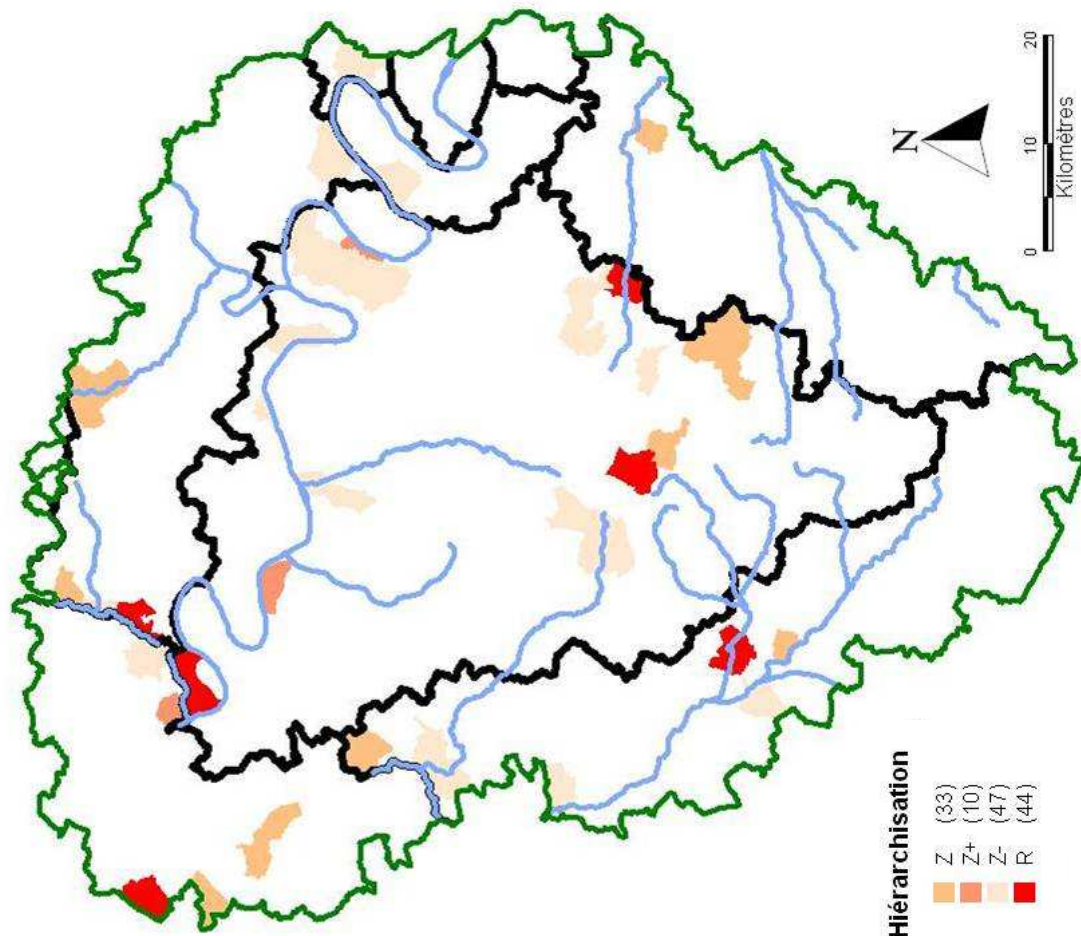 N
0 10 20
Kilomètres
Hiérarchisation
Z (33)
Z+ (10)
Z- (47)
R (44)